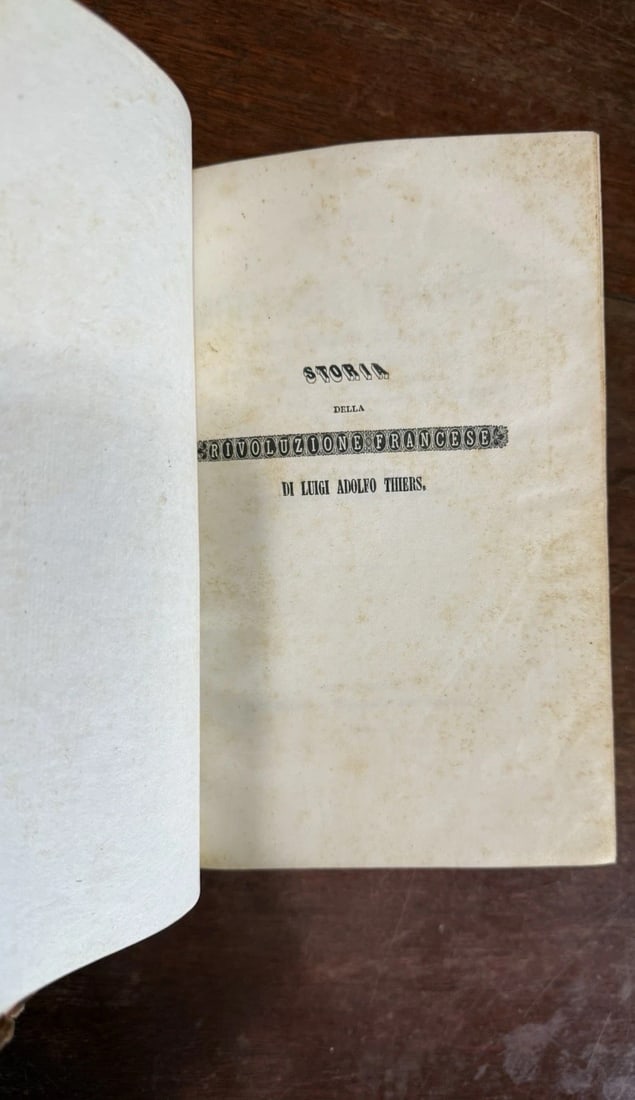 STORIA
DELLA
RIVOLUZIONE FRANCESE
DI LUIGI ADOLFO THIERS.